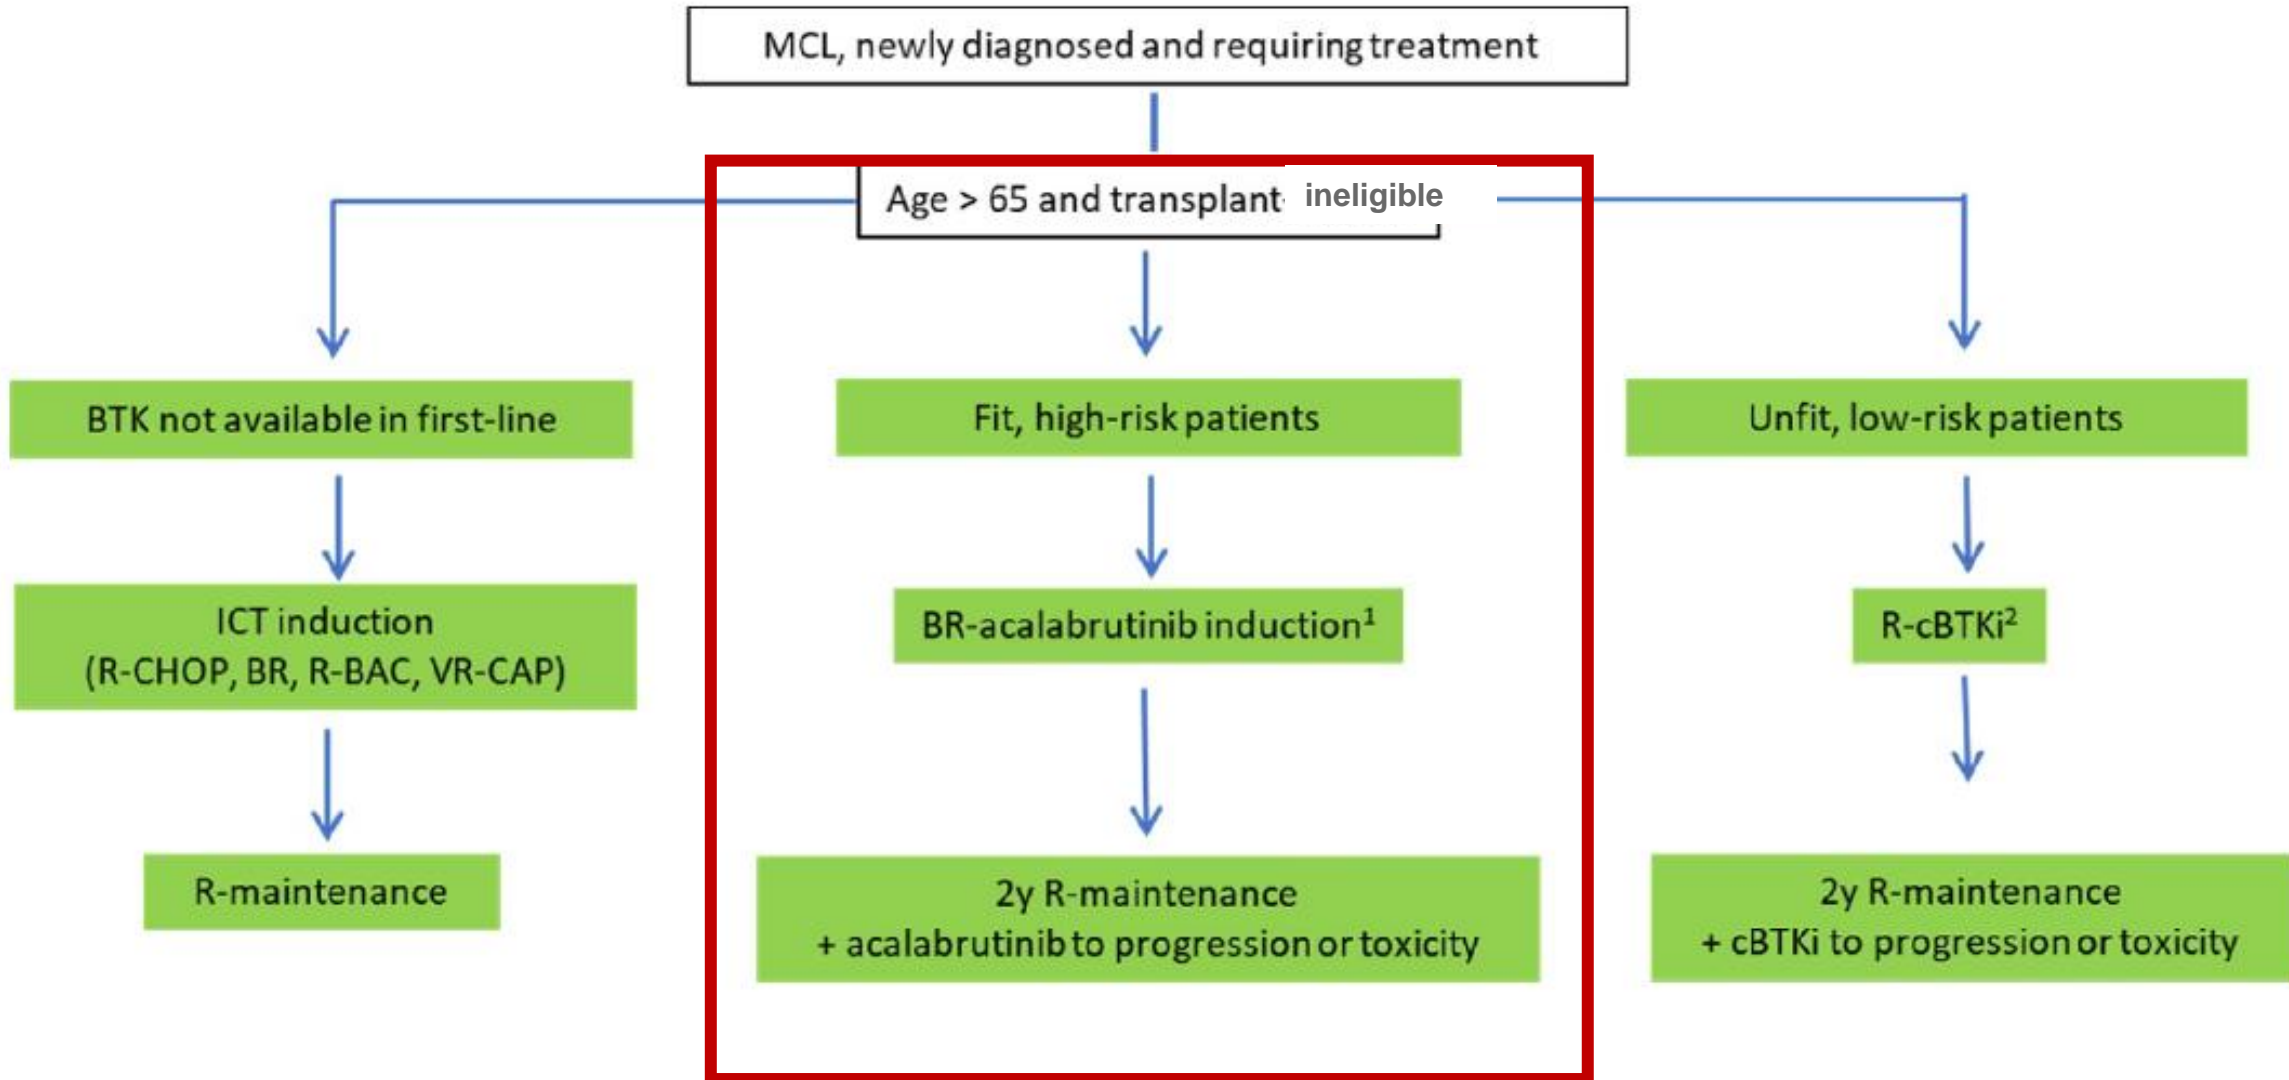 MCL, newly diagnosed and requiring treatment
Age > 65 and transplant- ineligible
BTK not available in first-line
Fit, high-risk patients
Unfit, low-risk patients
ICT induction
(R-CHOP, BR, R-BAC, VR-CAP)
BR-acalabrutinib induction¹
R-cBTKi²
R-maintenance
2y R-maintenance
+ acalabrutinib to progression or toxicity
2y R-maintenance
+ cBTKi to progression or toxicity